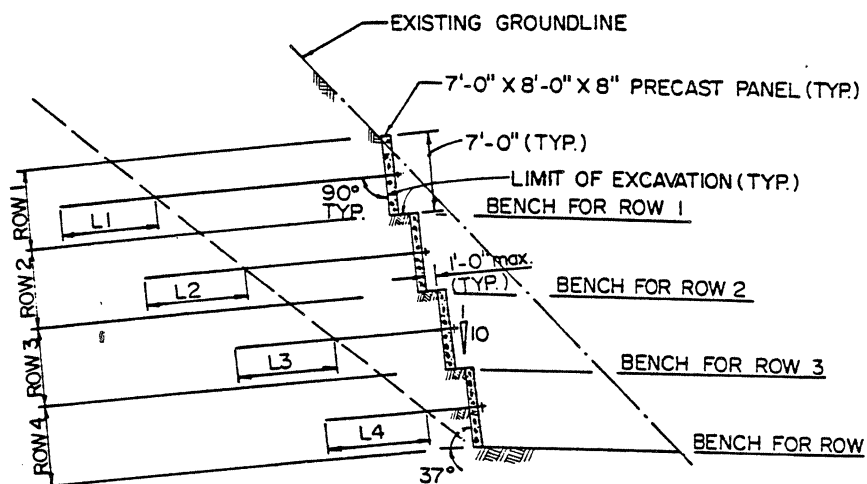 EXISTING GROUNDLINE
7'-0" X 8'-0" X 8" PRECAST PANEL (TYP.)
7'-0" (TYP.)
90°
TYP.
LIMIT OF EXCAVATION (TYP.)
BENCH FOR ROW 1
ROW 1
L1
1'-0" max.
(TYP.)
BENCH FOR ROW 2
ROW 2
L2
1
10
ROW 3
L3
BENCH FOR ROW 3
ROW 4
L4
37°
BENCH FOR ROW